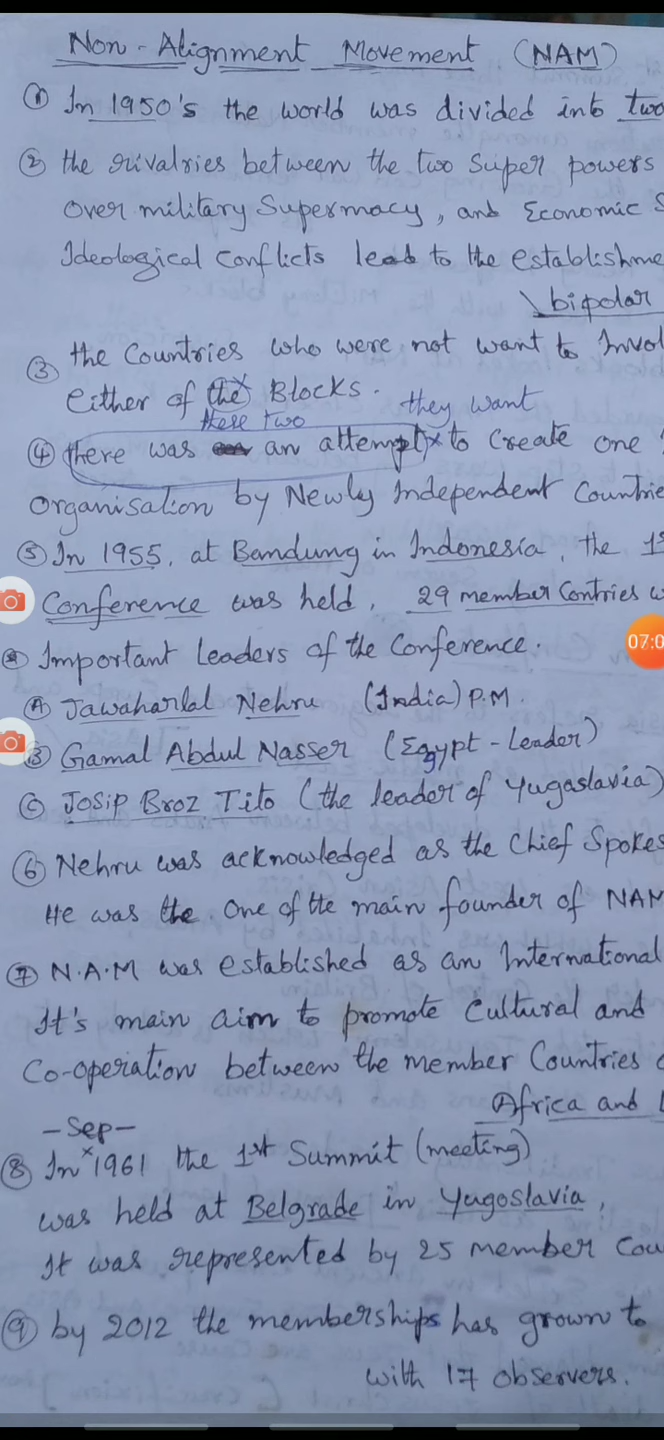 Non-Alignment Movement (NAM)
① In 1950's the world was divided into two
② the rivalries between the two Super powers
over military Supermacy, and Economic
Ideological Conflicts lead to the establishme
bipolar
③ the Countries who were not want to Invol
Either of the Blocks. they want
these two
④ there was an attempt to Create one
organisation by Newly Independent Countrie
⑤ In 1955, at Bandung in Indonesia, the 1s
Conference was held, 29 member Contries w
Important Leaders of the Conference.
Ⓐ Jawaharlal Nehru (India) P.M.
Ⓑ Gamal Abdul Nasser (Egypt - Leader)
Ⓒ Josip Broz Tito (the leader of Yugaslavia)
⑥ Nehru was acknowledged as the Chief Spokes
He was the One of the main founder of NAM
⑦ N.A.M was established as an International
It's main aim to promote Cultural and
Co-operation between the member Countries
Africa and
-Sep-
⑧ In 1961 the 1st Summit (meeting)
was held at Belgrade in Yugoslavia,
It was represented by 25 member Cou
⑨ by 2012 the memberships has grown to
with 17 observers.
07:0